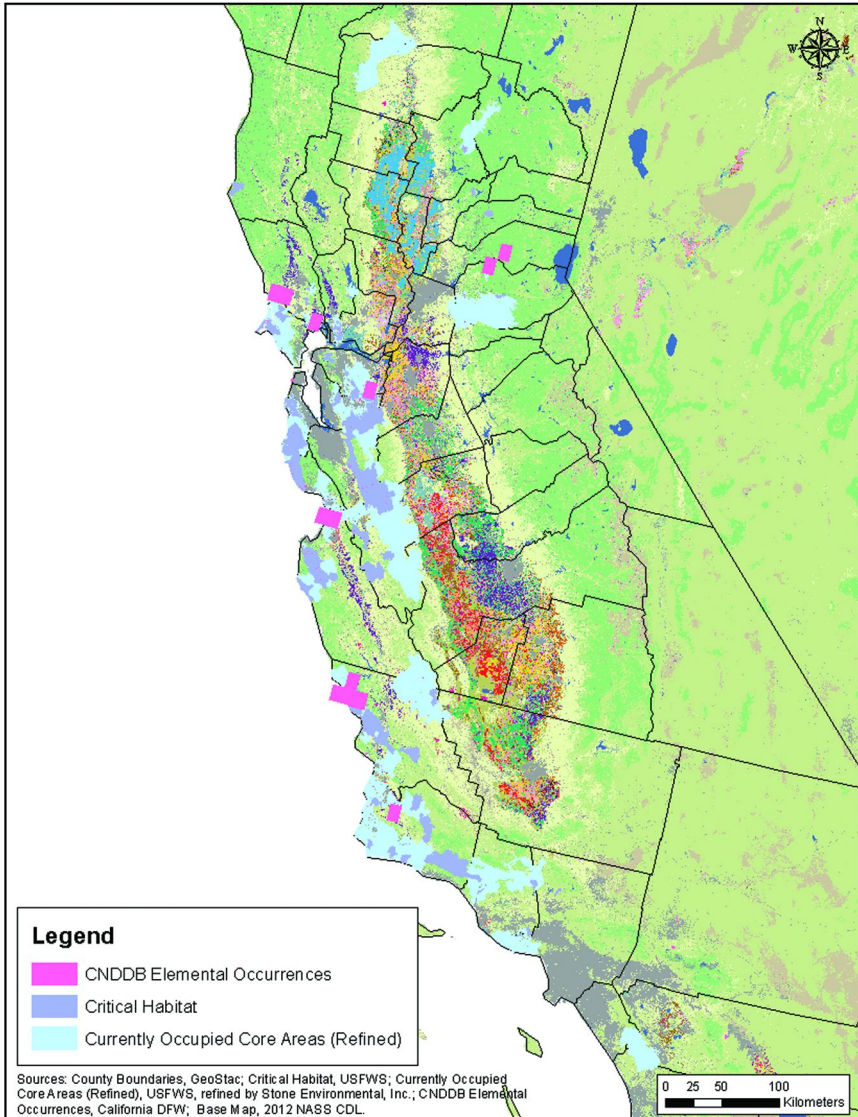 N
W E
S
Legend
CNDDB Elemental Occurrences
Critical Habitat
Currently Occupied Core Areas (Refined)
Sources: County Boundaries, GeoStac; Critical Habitat, USFWS; Currently Occupied
Core Areas (Refined), USFWS, refined by Stone Environmental, Inc.; CNDDB Elemental
Occurrences, California DFW; Base Map, 2012 NASS CDL.
0 25 50 100
Kilometers